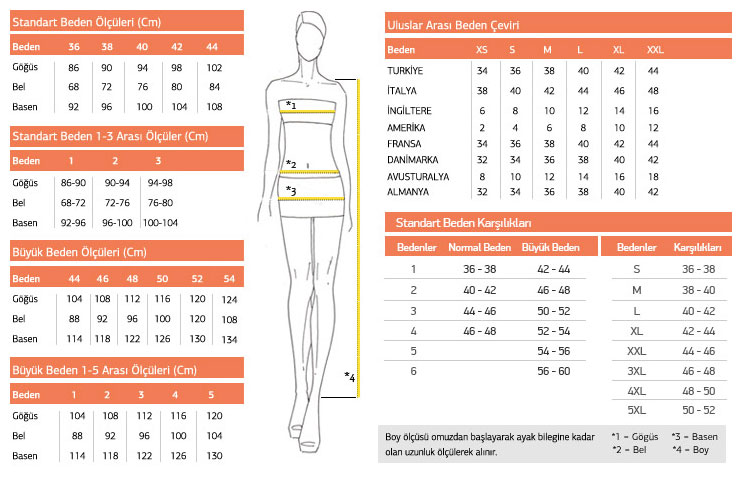 Standart Beden Ölçüleri (Cm)
Beden 36 38 40 42 44
Göğüs 86 90 94 98 102
Bel 68 72 76 80 84
Basen 92 96 100 104 108
Standart Beden 1-3 Arası Ölçüler (Cm)
Beden 1 2 3
Göğüs 86-90 90-94 94-98
Bel 68-72 72-76 76-80
Basen 92-96 96-100 100-104
Büyük Beden Ölçüleri (Cm)
Beden 44 46 48 50 52 54
Göğüs 104 108 112 116 120 124
Bel 88 92 96 100 120 108
Basen 114 118 122 126 130 134
Büyük Beden 1-5 Arası Ölçüleri (Cm)
Beden 1 2 3 4 5
Göğüs 104 108 112 116 120
Bel 88 92 96 100 104
Basen 114 118 122 126 130
*1
*2
*3
*4
Uluslar Arası Beden Çeviri
Beden XS S M L XL XXL
TURKİYE 34 36 38 40 42 44
İTALYA 38 40 42 44 46 48
İNGİLTERE 6 8 10 12 14 16
AMERİKA 2 4 6 8 10 12
FRANSA 34 36 38 40 42 44
DANİMARKA 32 34 36 38 40 42
AVUSTURALYA 8 10 12 14 16 18
ALMANYA 32 34 36 38 40 42
Standart Beden Karşılıkları
Bedenler Normal Beden Büyük Beden
1 36 - 38 42 - 44
2 40 - 42 46 - 48
3 44 - 46 50 - 52
4 46 - 48 52 - 54
5 54 - 56
6 56 - 60
Bedenler Karşılıkları
S 36 - 38
M 38 - 40
L 40 - 42
XL 42 - 44
XXL 44 - 46
3XL 46 - 48
4XL 48 - 50
5XL 50 - 52
Boy ölçüsü omuzdan başlayarak ayak bilegine kadar
olan uzunluk ölçülerek alınır.
*1 = Gögüs *3 = Basen
*2 = Bel *4 = Boy